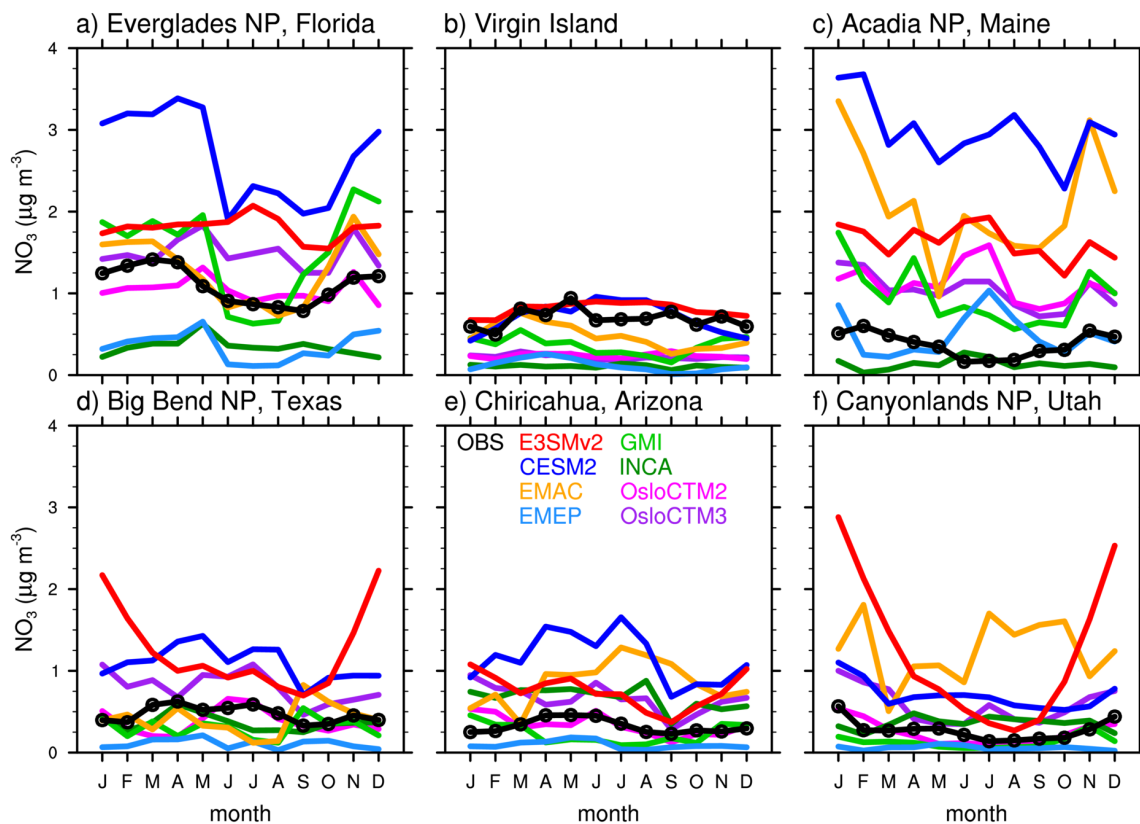 a) Everglades NP, Florida
b) Virgin Island
c) Acadia NP, Maine
4
3
2
1
0
NO₃ (µg m⁻³)
d) Big Bend NP, Texas
e) Chiricahua, Arizona
f) Canyonlands NP, Utah
4
3
2
1
0
NO₃ (µg m⁻³)
OBS E3SMv2 GMI
CESM2 INCA
EMAC OsloCTM2
EMEP OsloCTM3
J F M A M J J A S O N D
J F M A M J J A S O N D
J F M A M J J A S O N D
month
month
month